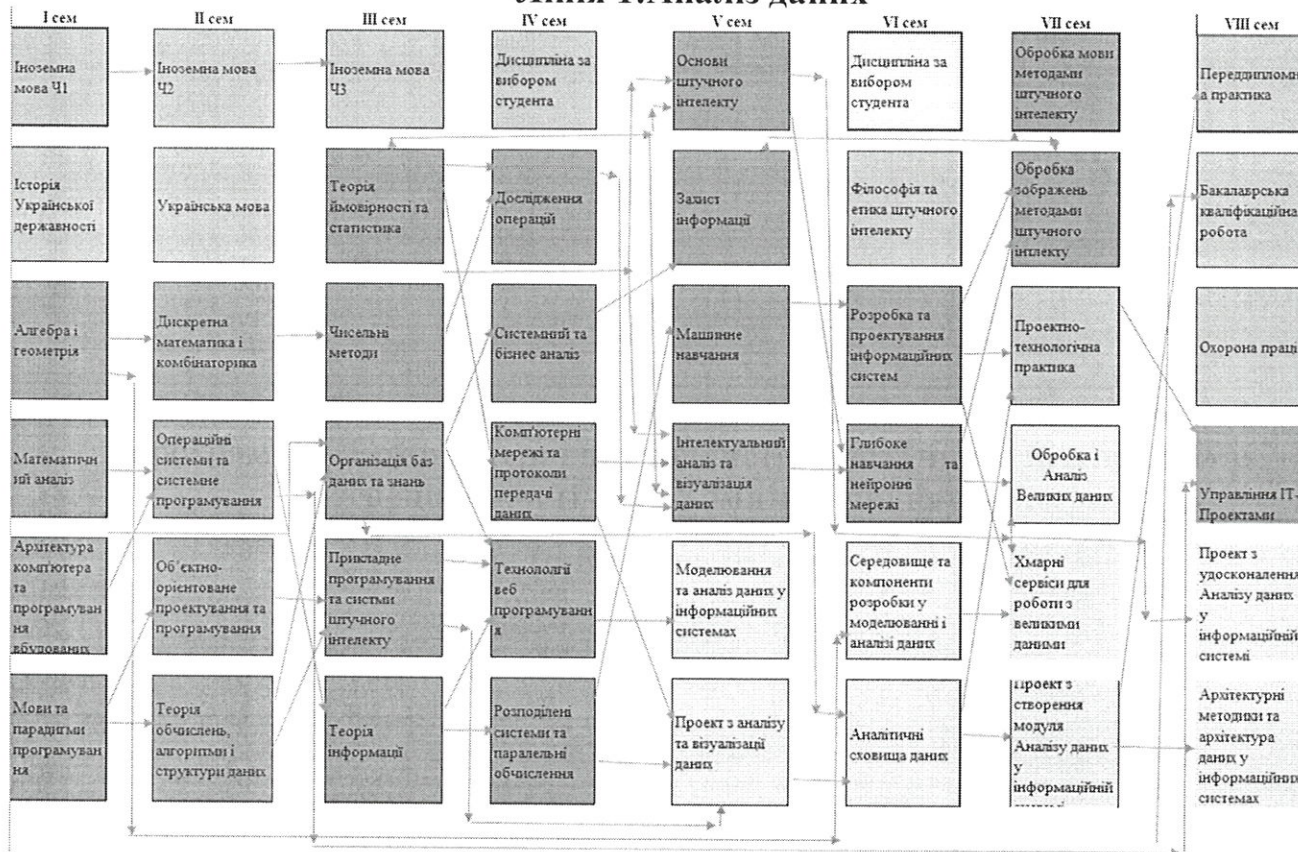 Лінія 1.Аналіз даних
I сем
II сем
III сем
IV сем
V сем
VI сем
VII сем
VIII сем
Іноземна
мова Ч1
Іноземна мова
Ч2
Іноземна мова
Ч3
Дисципліна за
вибором
студента
Основи
штучного
інтелекту
Дисципліна за
вибором
студента
Обробка мови
методами
штучного
інтелекту
Переддипломн
а практика
Історія
Української
державності
Українська мова
Теорія
ймовірності та
статистика
Дослідження
операцій
Захист
інформації
Філософія та
етика штучного
інтелекту
Обробка
зображень
методами
штучного
інтлекту
Бакалаврська
кваліфікаційна
робота
Алгебра і
геометрія
Дискретна
математика і
комбінаторика
Чисельні
методи
Системний та
бізнес аналіз
Машинне
навчання
Розробка та
проектування
інформаційних
систем
Проектно-
технологічна
практика
Охорона праці
Математичн
ий аналіз
Операційні
системи та
системне
програмування
Організація баз
даних та знань
Комп'ютерні
мережі та
протоколи
передачі
даних
Інтелектуальний
аналіз та
візуалізація
даних
Глибоке
навчання та
нейронні
мережі
Обробка і
Аналіз
Великих даних
Управління ІТ-
Проектами
Архітектура
комп'ютера
та
програмуван
ня
вбудованих
Об’єктно-
орієнтоване
проектування та
програмування
Прикладне
програмування
та систми
штучного
інтелекту
Технології
веб
програмуванн
я
Моделювання
та аналіз даних у
інформаційних
системах
Середовище та
компоненти
розробки у
моделюванні і
аналізі даних
Хмарні
сервіси для
роботи з
великими
даними
Проект з
удосконалення
Аналізу даних
у
інформаційній
системі
Мови та
парадигми
програмуван
ня
Теорія
обчислень,
алгоритми і
структури даних
Теорія
інформації
Розподілені
системи та
паралельні
обчислення
Проект з аналізу
та візуалізації
даних
Аналітичні
сховища даних
Проект з
створення
модуля
Аналізу даних
у
інформаційній
Архітектурні
методики та
архітектура
даних у
інформаційних
системах